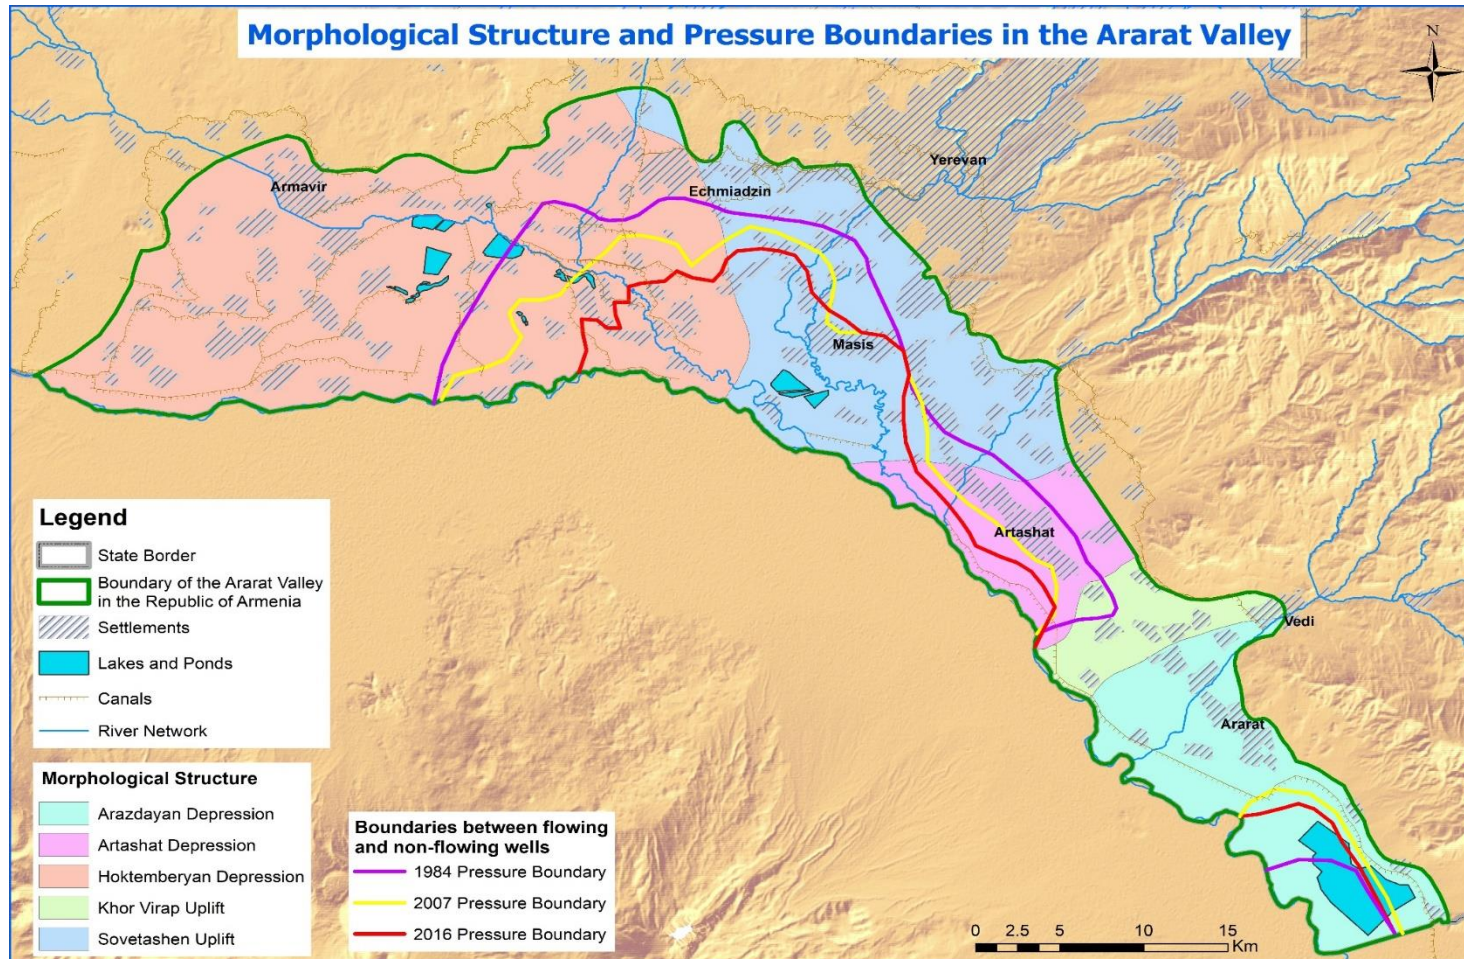 Morphological Structure and Pressure Boundaries in the Ararat Valley
N
Yerevan
Armavir
Echmiadzin
Masis
Artashat
Vedi
Ararat
Legend
State Border
Boundary of the Ararat Valley
in the Republic of Armenia
Settlements
Lakes and Ponds
Canals
River Network
Morphological Structure
Arazdayan Depression
Artashat Depression
Hoktemberyan Depression
Khor Virap Uplift
Sovetashen Uplift
Boundaries between flowing
and non-flowing wells
1984 Pressure Boundary
2007 Pressure Boundary
2016 Pressure Boundary
0 2.5 5 10 15
Km